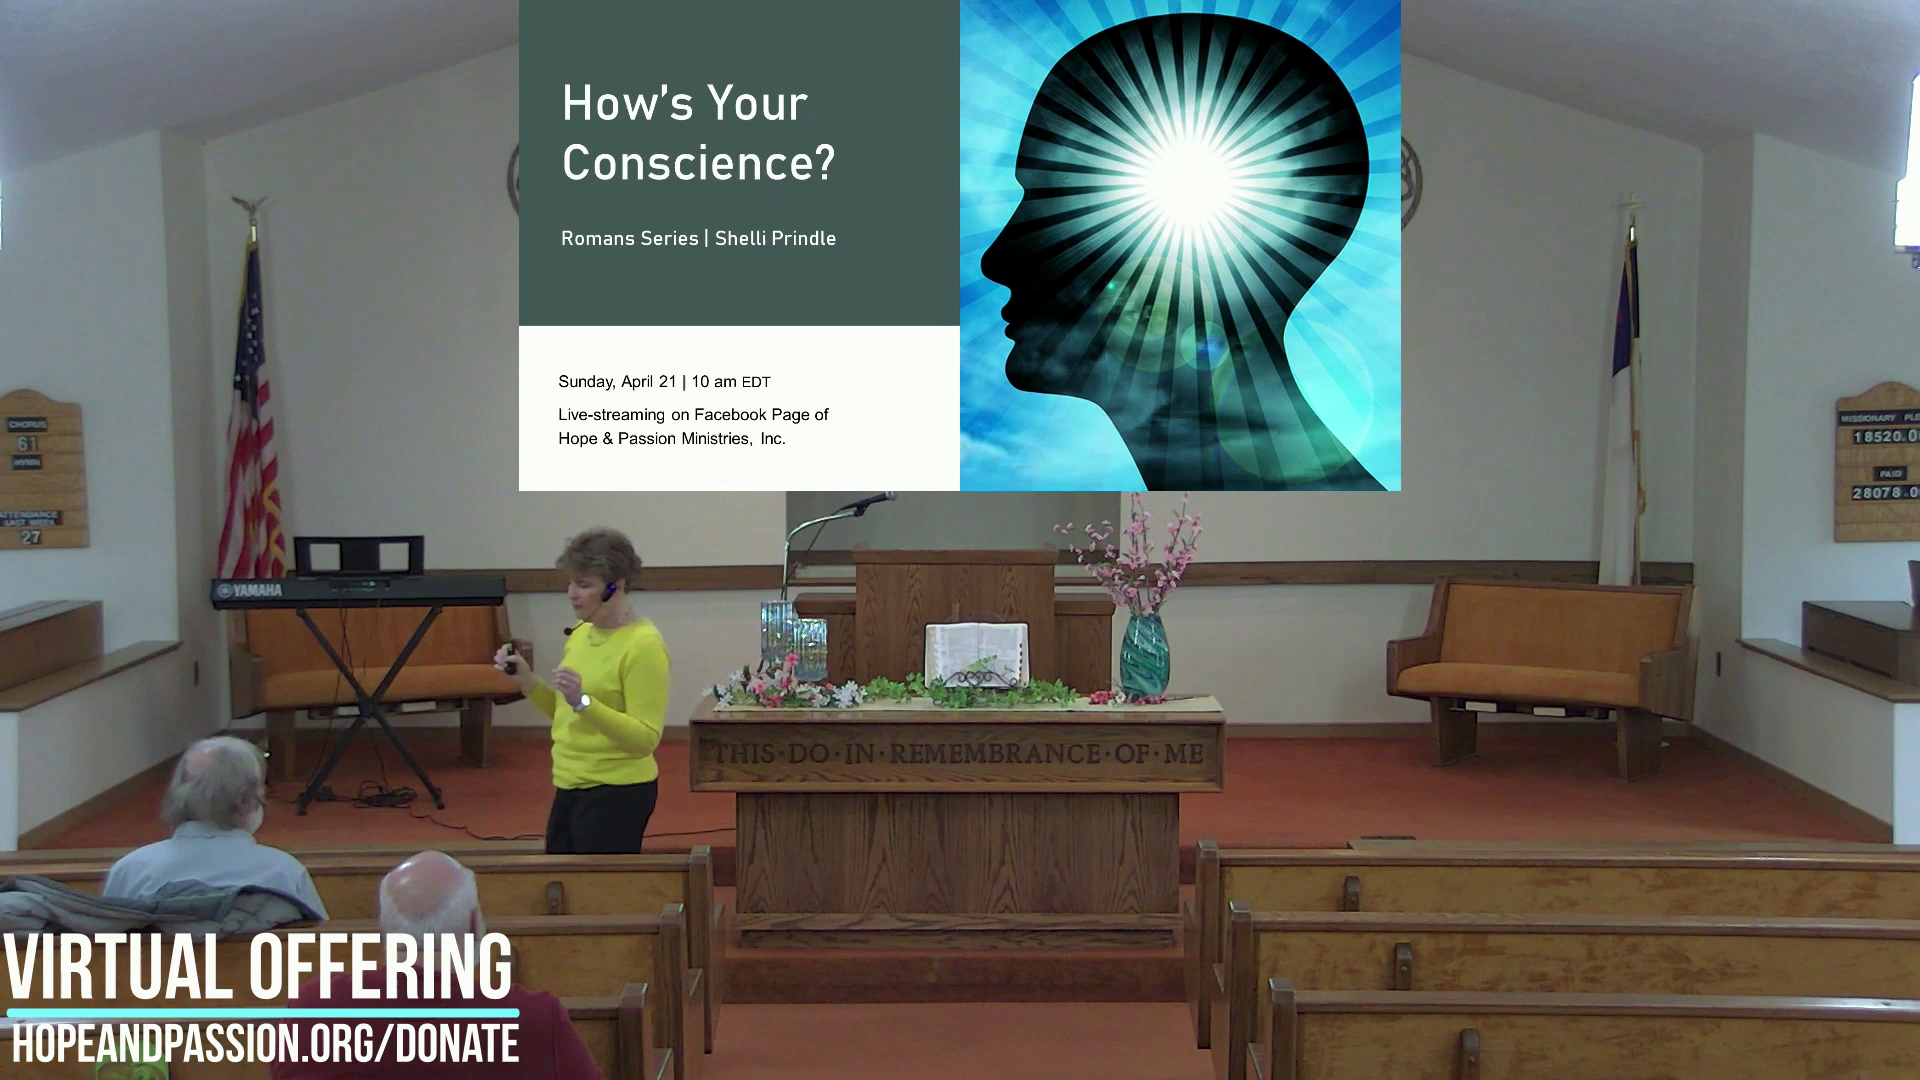 How's Your
Conscience?
Romans Series | Shelli Prindle
Sunday, April 21 | 10 am EDT
Live-streaming on Facebook Page of
Hope & Passion Ministries, Inc.
CHORUS
61
HYMN
ATTENDANCE
LAST WEEK
27
MISSIONARY PLE
18520.0
PAID
28078.0
YAMAHA
THIS·DO·IN·REMEMBRANCE·OF·ME
VIRTUAL OFFERING
HOPEANDPASSION.ORG/DONATE